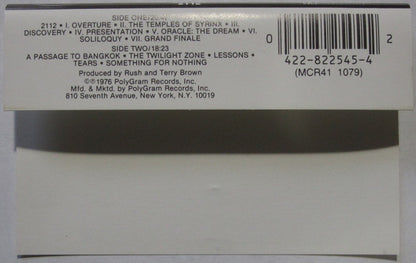 2112
SIDE ONE/20:
2112 • I. OVERTURE • II. THE TEMPLES OF SYRINX • III.
DISCOVERY • IV. PRESENTATION • V. ORACLE: THE DREAM • VI.
SOLILOQUY • VII. GRAND FINALE
SIDE TWO/18:23
A PASSAGE TO BANGKOK • THE TWILIGHT ZONE • LESSONS •
TEARS • SOMETHING FOR NOTHING
Produced by Rush and Terry Brown
©℗1976 PolyGram Records, Inc.
Mfd. & Mktd. by PolyGram Records, Inc.
810 Seventh Avenue, New York, N.Y. 10019
0 2
422-822545-4
(MCR41 1079)